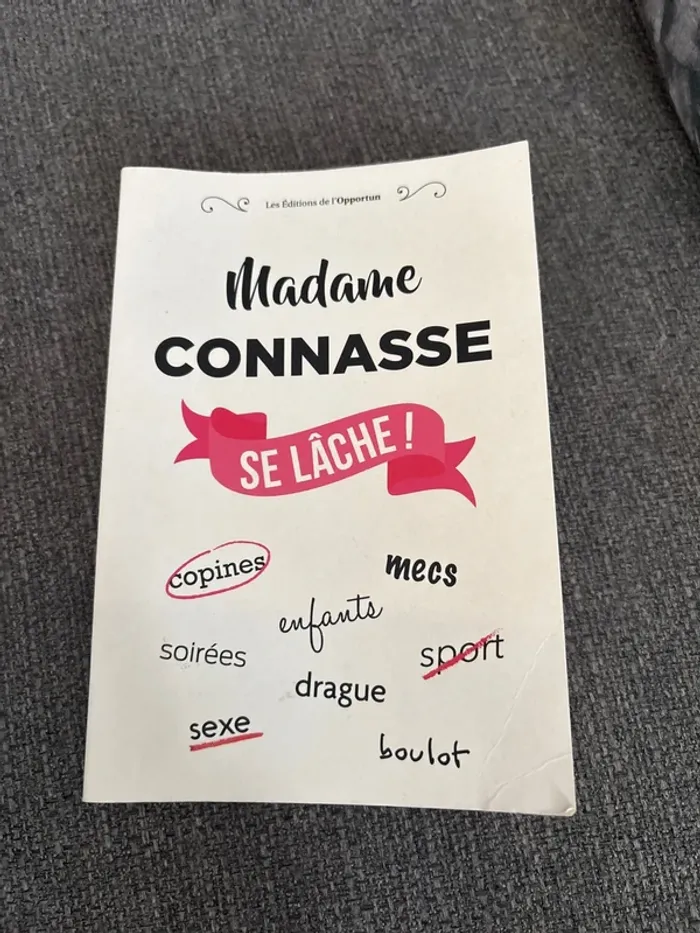 Les Éditions de l'Opportun
Madame
CONNASSE
SE LÂCHE !
copines
mecs
enfants
soirées
sport
drague
sexe
boulot